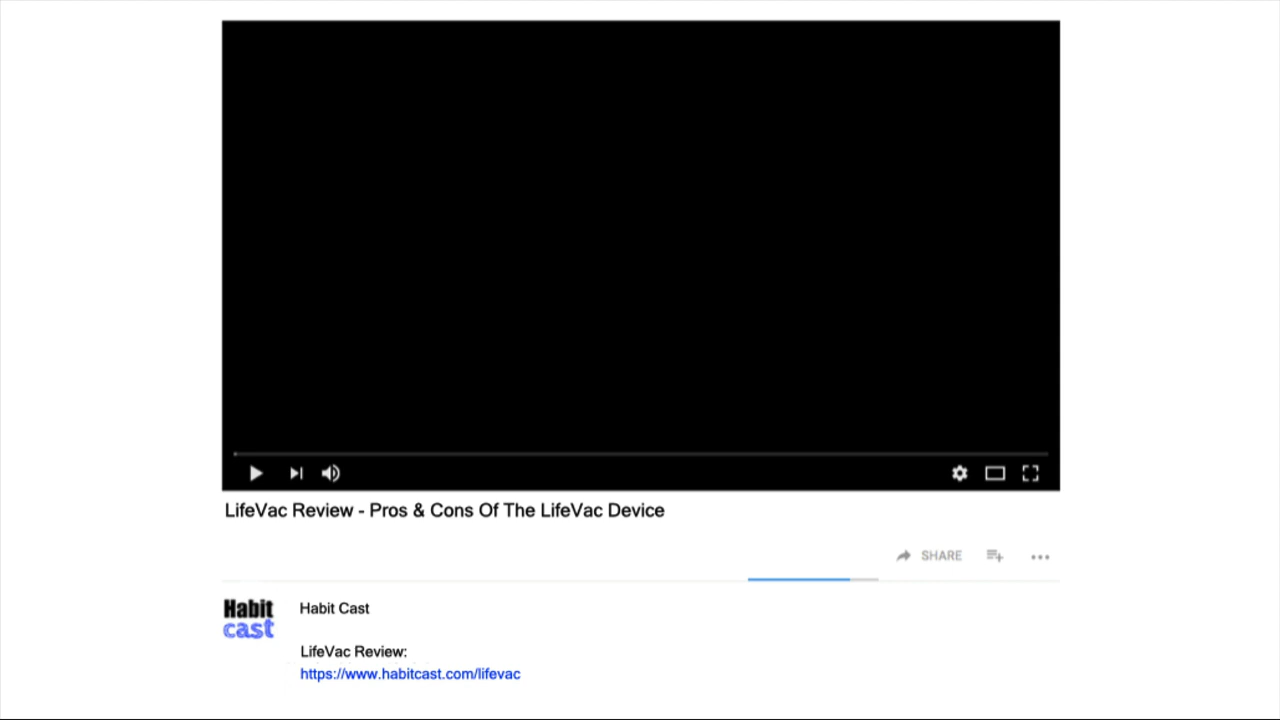 LifeVac Review - Pros & Cons Of The LifeVac Device
SHARE
Habit
cast
Habit Cast
LifeVac Review:
https://www.habitcast.com/lifevac